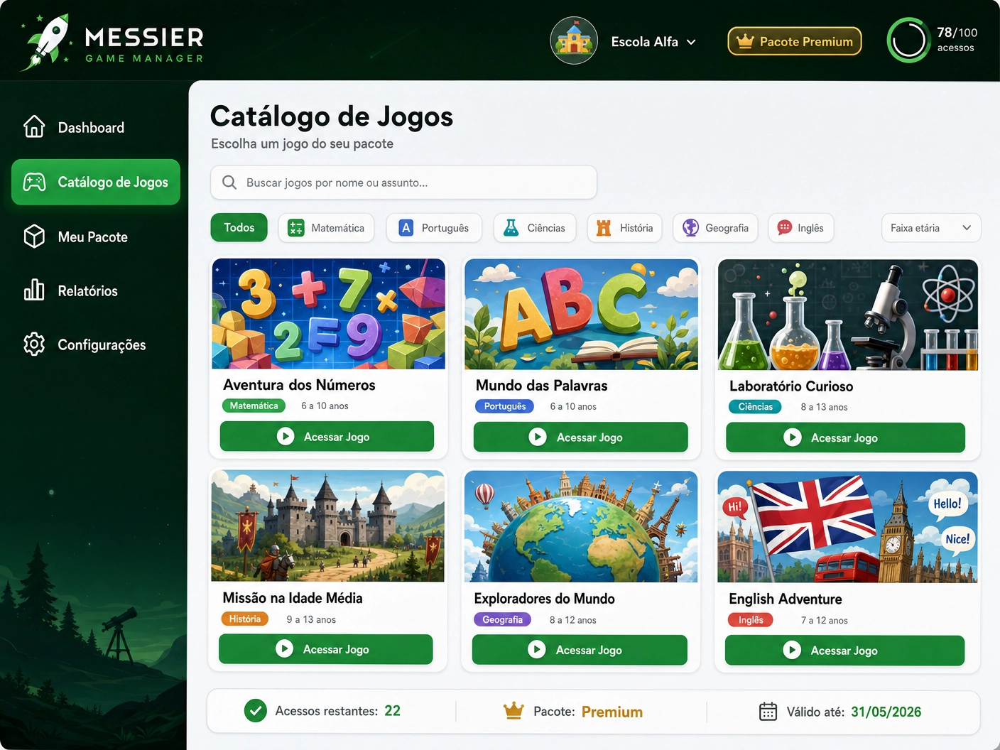 MESSIER
GAME MANAGER
Escola Alfa
Pacote Premium
78/100
acessos
Dashboard
Catálogo de Jogos
Meu Pacote
Relatórios
Configurações
Catálogo de Jogos
Escolha um jogo do seu pacote
Buscar jogos por nome ou assunto...
Todos
Matemática
A Português
Ciências
História
Geografia
Inglês
Faixa etária
3 + 7 ×
2 F 9
ABC
Aventura dos Números
Matemática 6 a 10 anos
Acessar Jogo
Mundo das Palavras
Português 6 a 10 anos
Acessar Jogo
Laboratório Curioso
Ciências 8 a 13 anos
Acessar Jogo
Hi!
Hello!
Nice!
Missão na Idade Média
História 9 a 13 anos
Acessar Jogo
Exploradores do Mundo
Geografia 8 a 12 anos
Acessar Jogo
English Adventure
Inglês 7 a 12 anos
Acessar Jogo
Acessos restantes: 22
Pacote: Premium
Válido até: 31/05/2026